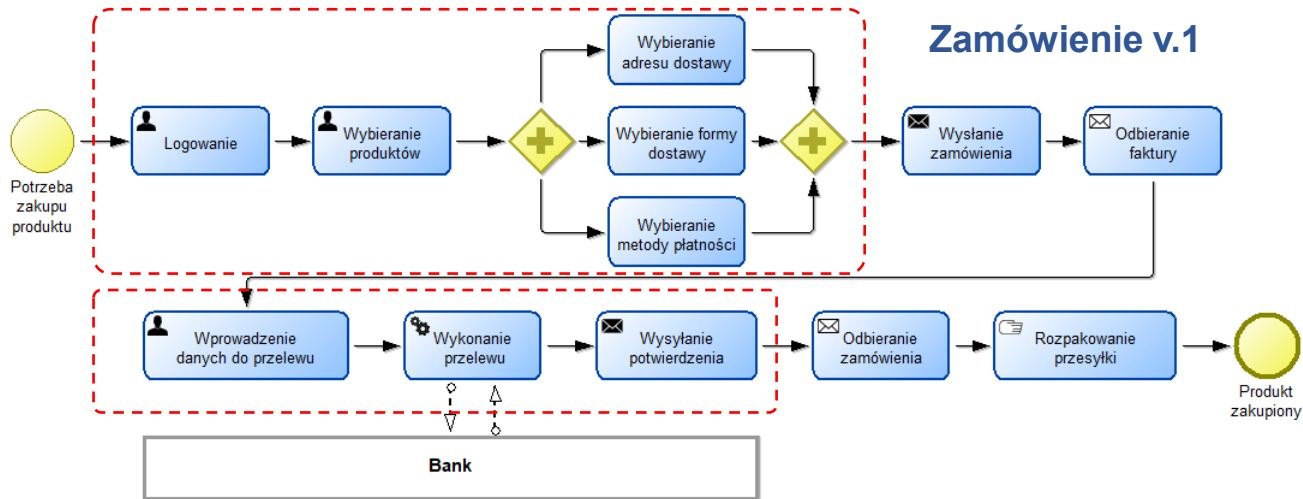 Zamówienie v.1
Potrzeba
zakupu
produktu
Logowanie
Wybieranie
produktów
Wybieranie
adresu dostawy
Wybieranie formy
dostawy
Wybieranie
metody płatności
Wysłanie
zamówienia
Odbieranie
faktury
Wprowadzenie
danych do przelewu
Wykonanie
przelewu
Wysyłanie
potwierdzenia
Odbieranie
zamówienia
Rozpakowanie
przesyłki
Produkt
zakupiony
Bank